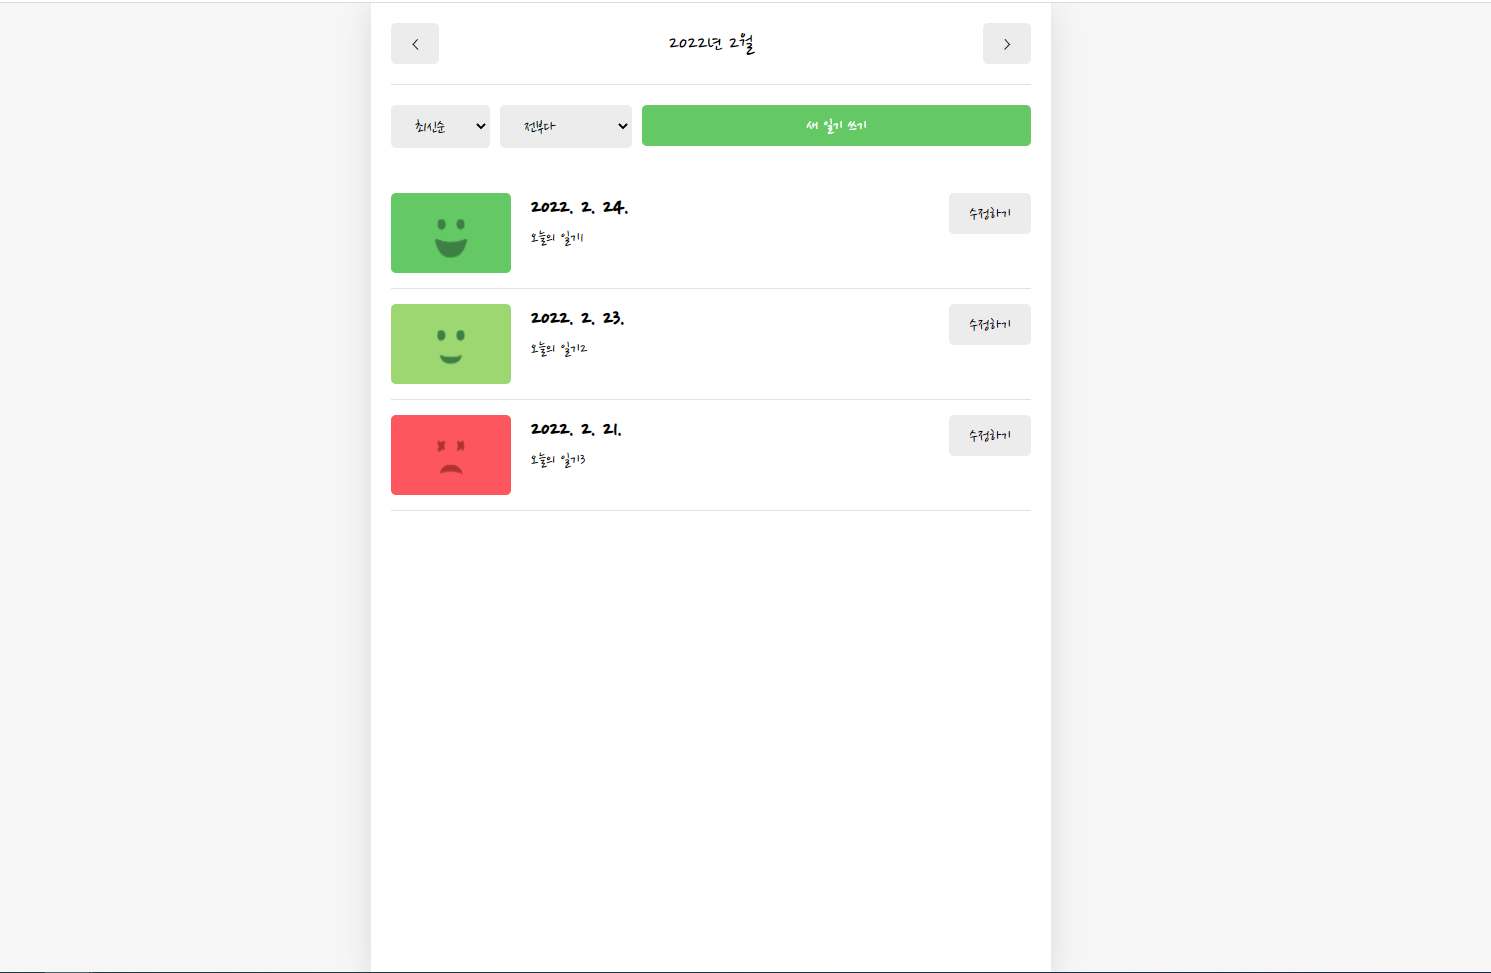 < 2022년 2월 >
최신순 전부다 새 일기 쓰기
2022. 2. 24. 수정하기
오늘의 일기1
2022. 2. 23. 수정하기
오늘의 일기2
2022. 2. 21. 수정하기
오늘의 일기3